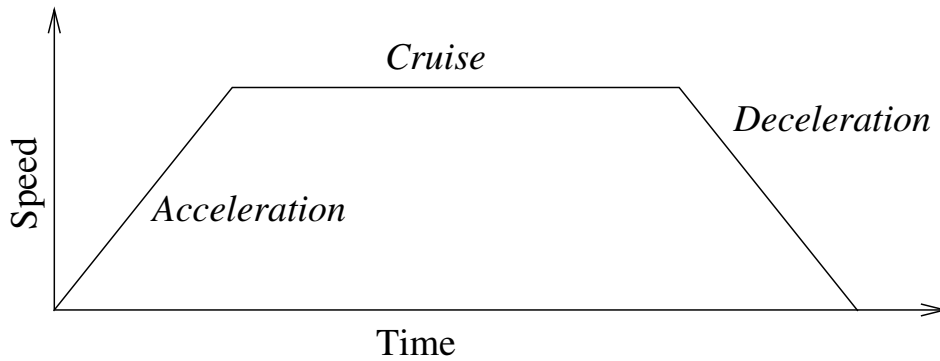 Cruise
Deceleration
Acceleration
Speed
Time